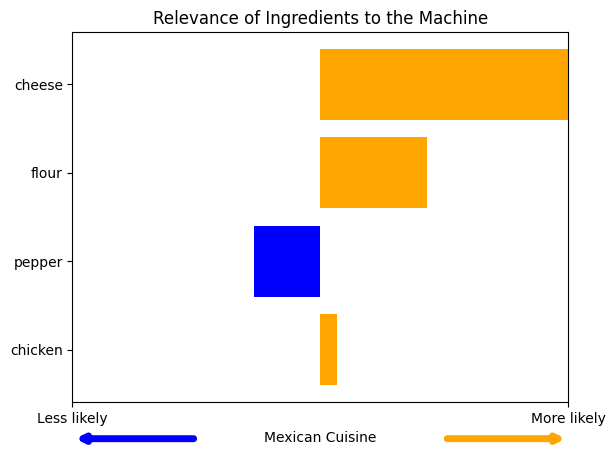 Relevance of Ingredients to the Machine
cheese
flour
pepper
chicken
Less likely
More likely
Mexican Cuisine